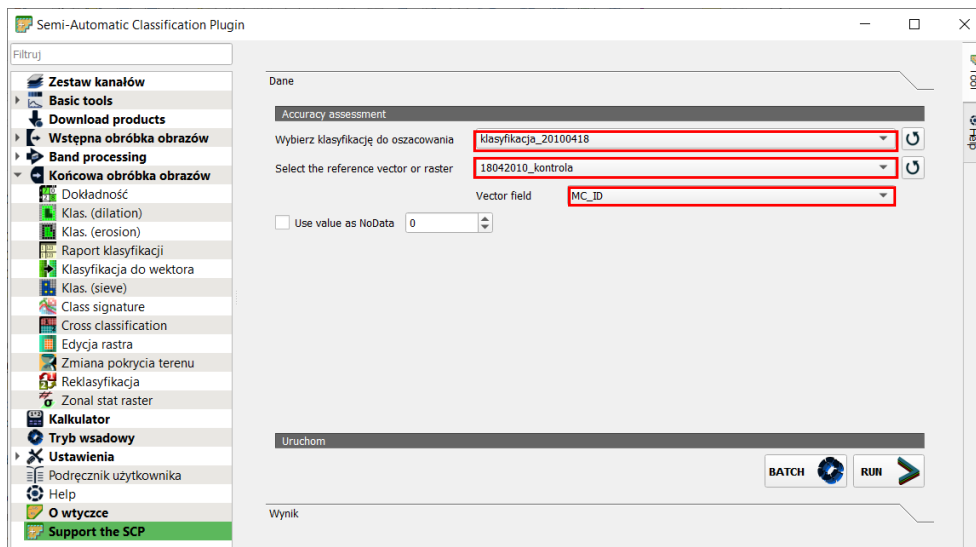 Semi-Automatic Classification Plugin
Filtruj
Zestaw kanałów
Basic tools
Download products
Wstępna obróbka obrazów
Band processing
Końcowa obróbka obrazów
Dokładność
Klas. (dilation)
Klas. (erosion)
Raport klasyfikacji
Klasyfikacja do wektora
Klas. (sieve)
Class signature
Cross classification
Edycja rastra
Zmiana pokrycia terenu
Reklasyfikacja
Zonal stat raster
Kalkulator
Tryb wsadowy
Ustawienia
Podręcznik użytkownika
Help
O wtyczce
Support the SCP
Dane
Accuracy assessment
Wybierz klasyfikację do oszacowania klasyfikacja_20100418
Select the reference vector or raster 18042010_kontrola
Vector field MC_ID
Use value as NoData 0
Uruchom
BATCH RUN
Wynik
Help